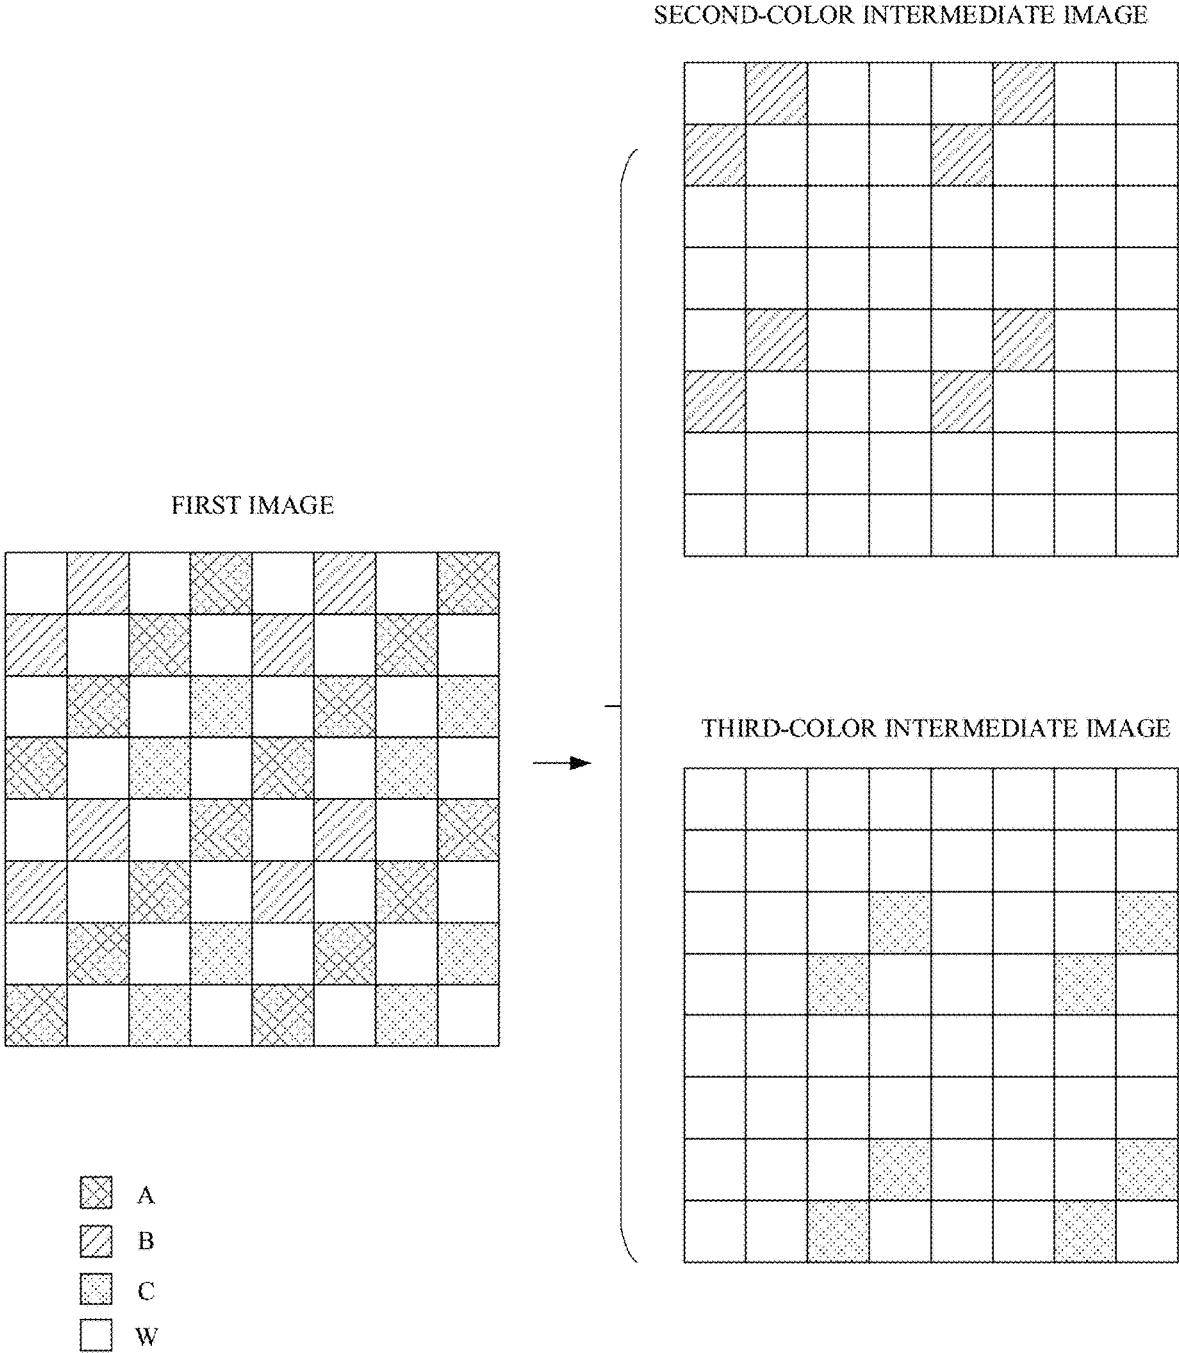 SECOND-COLOR INTERMEDIATE IMAGE
FIRST IMAGE
THIRD-COLOR INTERMEDIATE IMAGE
A
B
C
W